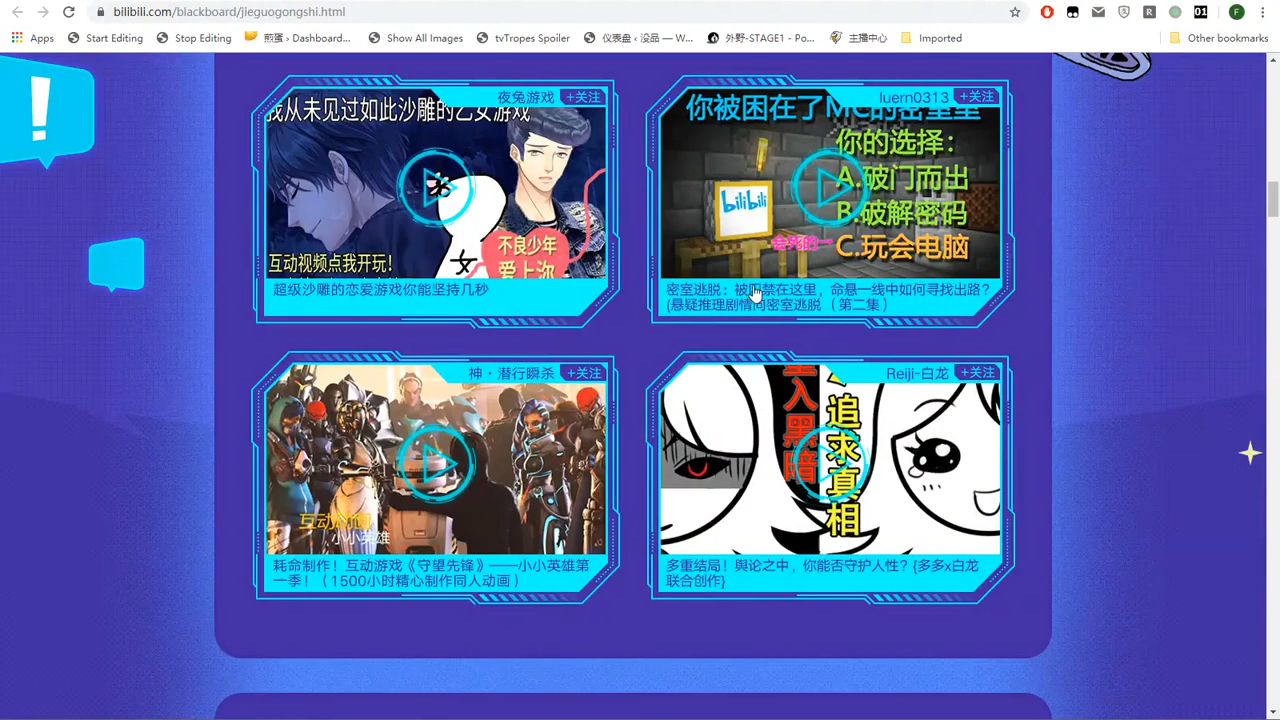 bilibili.com/blackboard/jieguogongshi.html
F
Apps
Start Editing
Stop Editing
煎蛋 › Dashboard...
Show All Images
tvTropes Spoiler
仪表盘 ‹ 没品 — W...
外野-STAGE1 - Po...
主播中心
Imported
Other bookmarks
!
夜兔游戏
+关注
我从未见过如此沙雕的乙女游戏
不良少年
爱上你
女
互动视频点我开玩!
超级沙雕的恋爱游戏你能坚持几秒
luern0313
+关注
你被困在了MC的密室里
你的选择：
A.破门而出
B.破解密码
C.玩会电脑
bilibili
密室逃脱：被囚禁在这里，命悬一线中如何寻找出路？
(悬疑推理剧情向密室逃脱（第二集）
神·潜行瞬杀
+关注
小小英雄
耗命制作！互动游戏《守望先锋》——小小英雄第
一季！（1500小时精心制作同人动画）
Reiji-白龙
+关注
入黑暗
追求真相
多重结局！舆论之中，你能否守护人性？{多多x白龙
联合创作}